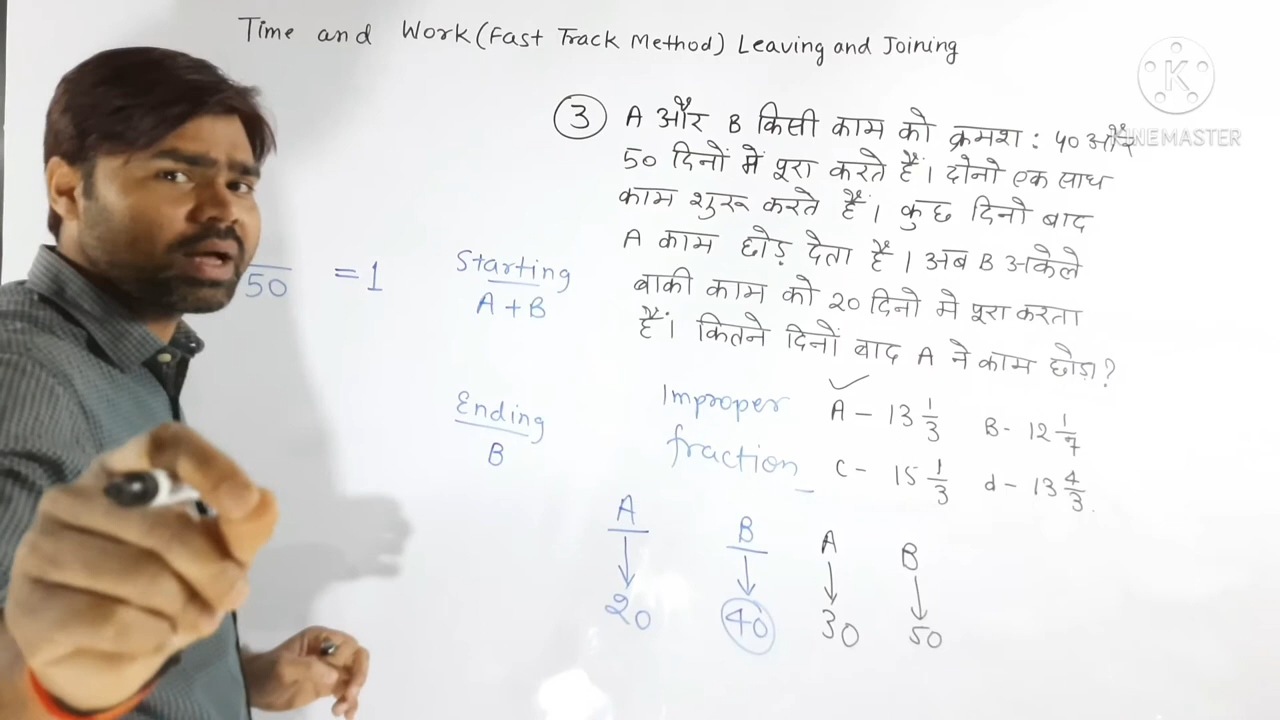 Time and Work (Fast Track Method) Leaving and Joining
K
KINEMASTER
③ A और B किसी काम को क्रमश: 40 और
50 दिनों में पूरा करते हैं। दोनो एक साथ
काम शुरू करते हैं। कुछ दिनो बाद
A काम छोड़ देता है। अब B अकेले
बाकी काम को 20 दिनो मे पूरा करता
हैं। कितने दिनों बाद A ने काम छोड़ा?
50 = 1
Starting
A + B
Ending
B
Improper
fraction
A - 13 1/3 B - 12 1/7
C - 15 1/3 d - 13 4/3
A B A B
20 40 30 50